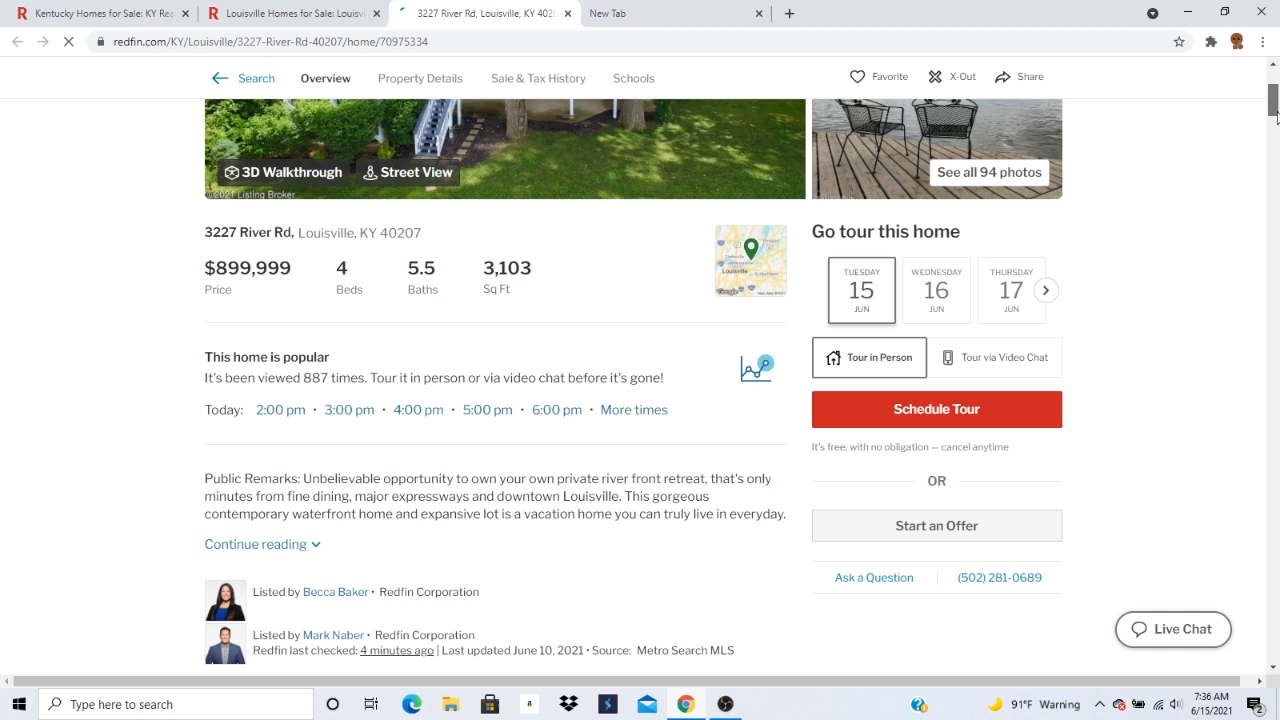 Kentucky Homes for Sale: KY Re
Kentucky Homes for Sale: KY Re
3227 River Rd, Louisville, KY 402
New Tab
redfin.com/KY/Louisville/3227-River-Rd-40207/home/70975334
Search Overview Property Details Sale & Tax History Schools
Favorite X-Out Share
3D Walkthrough
Street View
See all 94 photos
©2021 Listing Broker
3227 River Rd, Louisville, KY 40207
$899,999 4 5.5 3,103
Price Beds Baths Sq Ft
Louisville
Google
This home is popular
It's been viewed 887 times. Tour it in person or via video chat before it's gone!
Today: 2:00 pm • 3:00 pm • 4:00 pm • 5:00 pm • 6:00 pm • More times
Public Remarks: Unbelievable opportunity to own your own private river front retreat, that's only
minutes from fine dining, major expressways and downtown Louisville. This gorgeous
contemporary waterfront home and expansive lot is a vacation home you can truly live in everyday.
Continue reading
Listed by Becca Baker • Redfin Corporation
Listed by Mark Naber • Redfin Corporation
Redfin last checked: 4 minutes ago | Last updated June 10, 2021 • Source: Metro Search MLS
Go tour this home
TUESDAY WEDNESDAY THURSDAY
15 16 17
JUN JUN JUN
Tour in Person
Tour via Video Chat
Schedule Tour
It's free, with no obligation — cancel anytime
OR
Start an Offer
Ask a Question (502) 281-0689
Live Chat
Type here to search
91°F Warning
7:36 AM
6/15/2021
2